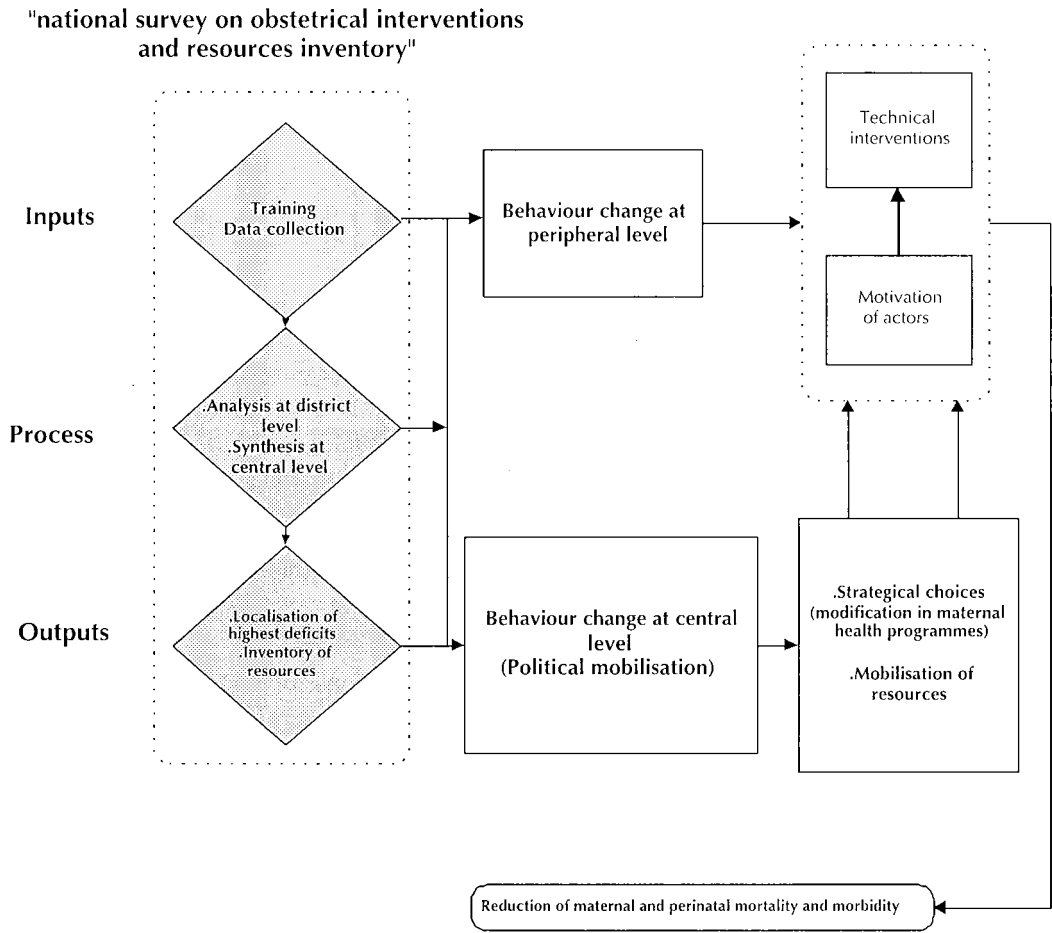 "national survey on obstetrical interventions
and resources inventory"
Inputs
Training
Data collection
Behaviour change at
peripheral level
Technical
interventions
Motivation
of actors
Process
.Analysis at district
level
.Synthesis at
central level
Outputs
.Localisation of
highest deficits
.Inventory of
resources
Behaviour change at central
level
(Political mobilisation)
.Strategical choices
(modification in maternal
health programmes)
.Mobilisation of
resources
Reduction of maternal and perinatal mortality and morbidity